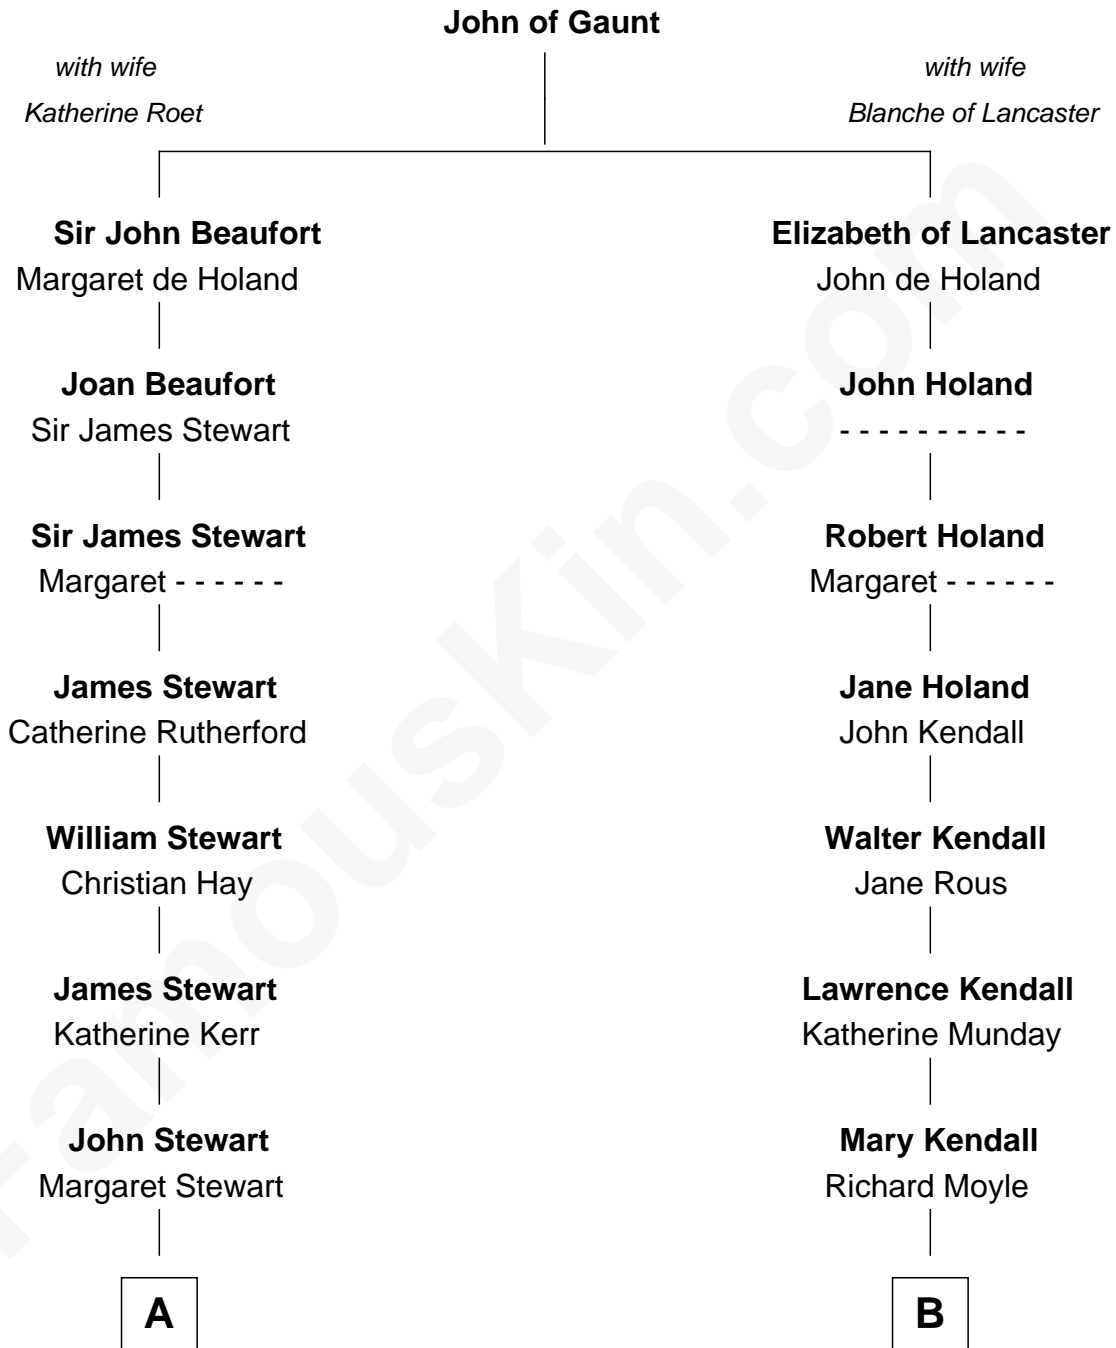 John of Gaunt
with wife
Katherine Roet
with wife
Blanche of Lancaster
Sir John Beaufort
Margaret de Holand
Elizabeth of Lancaster
John de Holand
Joan Beaufort
Sir James Stewart
John Holand
- - - - - - - - - -
Sir James Stewart
Margaret - - - - - -
Robert Holand
Margaret - - - - - -
James Stewart
Catherine Rutherford
Jane Holand
John Kendall
William Stewart
Christian Hay
Walter Kendall
Jane Rous
James Stewart
Katherine Kerr
Lawrence Kendall
Katherine Munday
John Stewart
Margaret Stewart
Mary Kendall
Richard Moyle
A
B
FamousKin.com